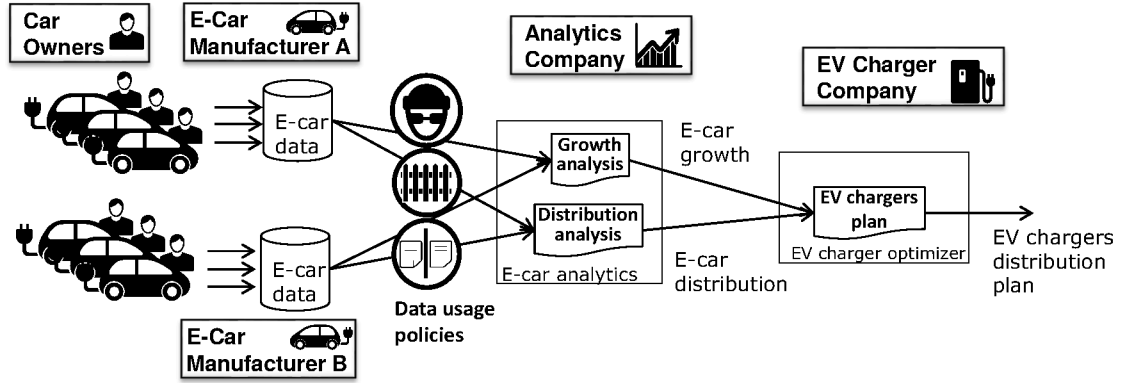 Car
Owners
E-Car
Manufacturer A
Analytics
Company
EV Charger
Company
E-car
data
Growth
analysis
E-car
growth
Distribution
analysis
E-car analytics
E-car
distribution
EV chargers
plan
EV charger optimizer
EV chargers
distribution
plan
E-car
data
Data usage
policies
E-Car
Manufacturer B